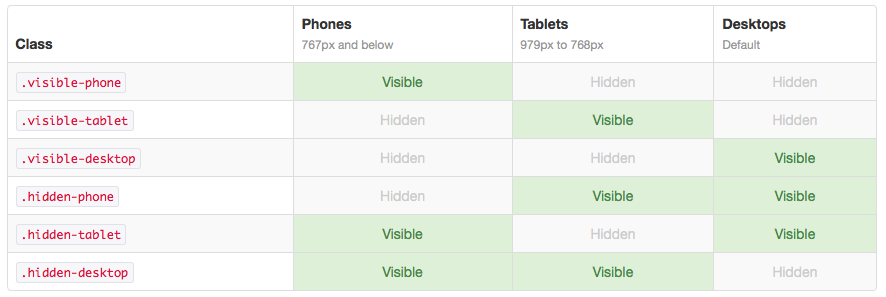 Class Phones Tablets Desktops
767px and below 979px to 768px Default
.visible-phone Visible Hidden Hidden
.visible-tablet Hidden Visible Hidden
.visible-desktop Hidden Hidden Visible
.hidden-phone Hidden Visible Visible
.hidden-tablet Visible Hidden Visible
.hidden-desktop Visible Visible Hidden